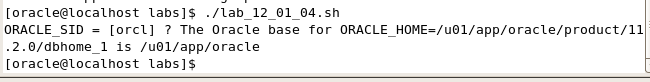 [oracle@localhost labs]$ ./lab_12_01_04.sh
ORACLE_SID = [orcl] ? The Oracle base for ORACLE_HOME=/u01/app/oracle/product/11
.2.0/dbhome_1 is /u01/app/oracle
[oracle@localhost labs]$